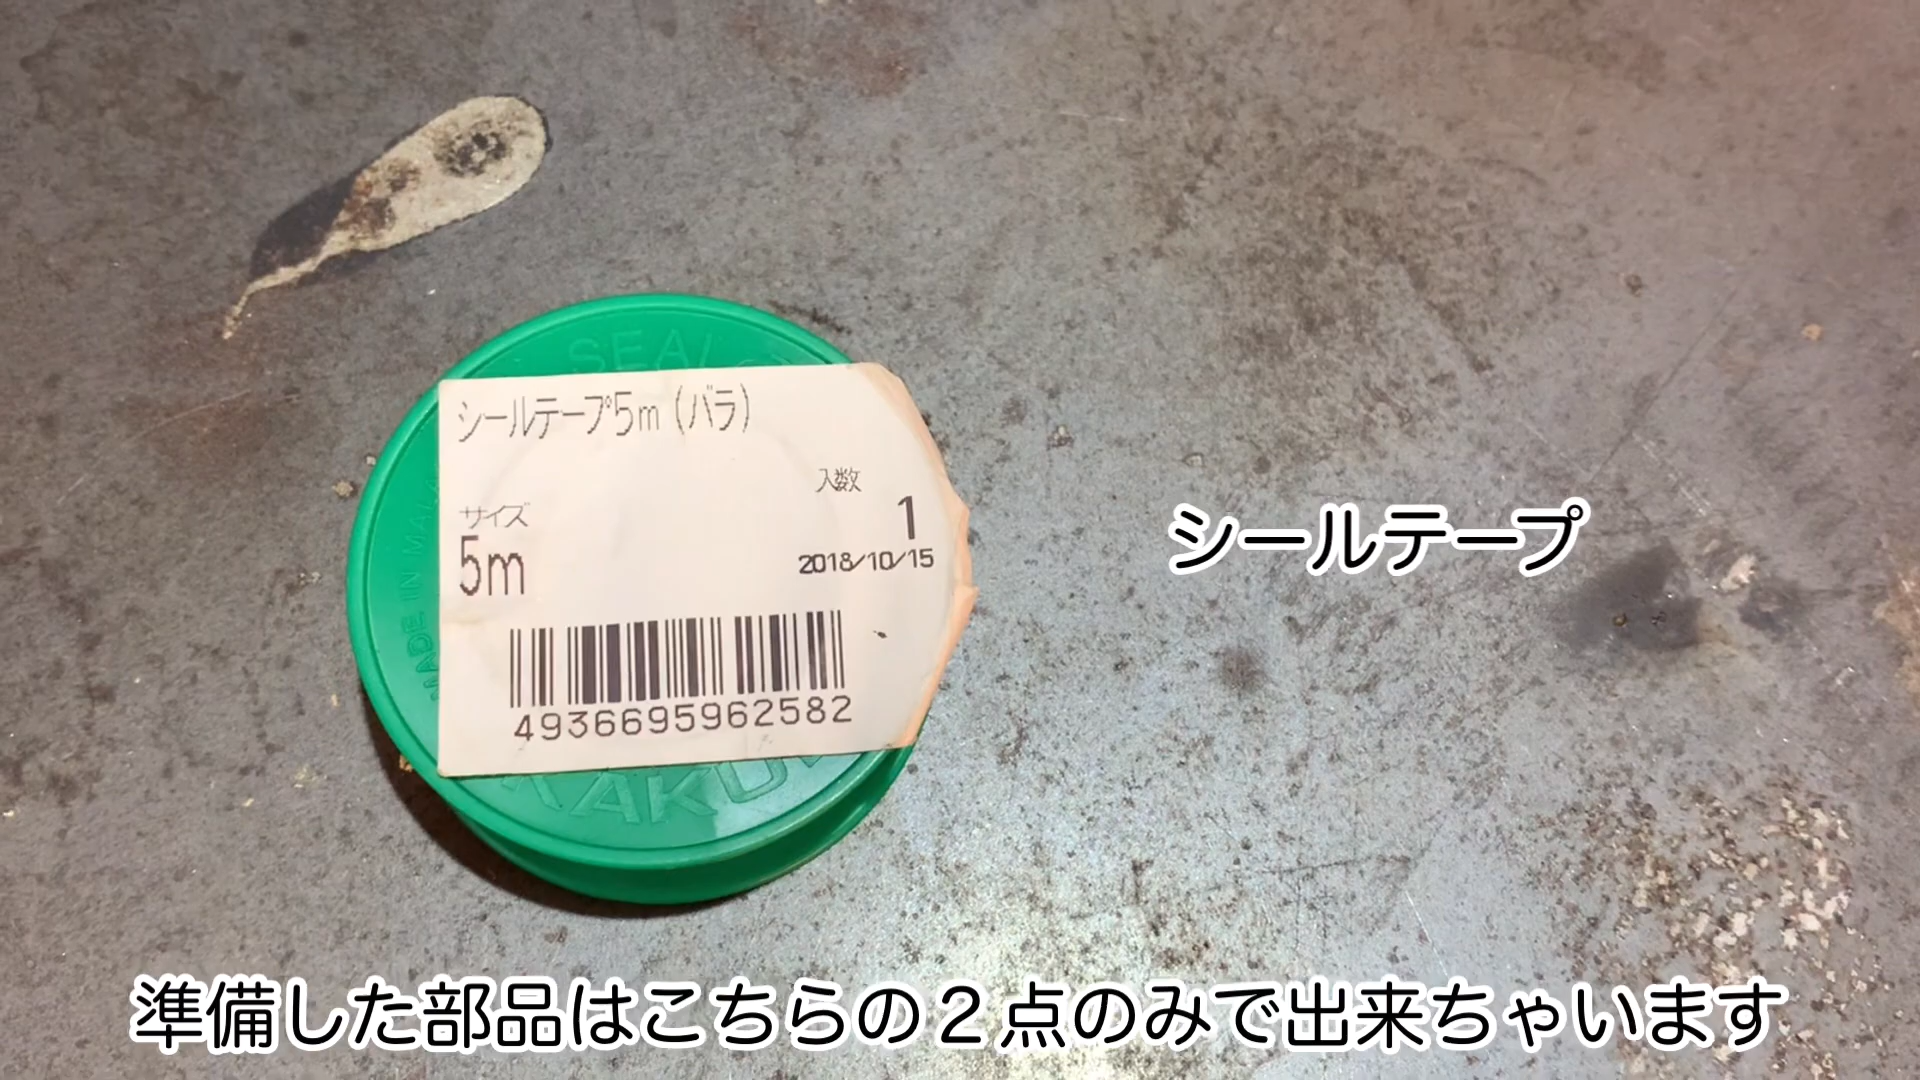 SEAL
シールテープ5m(バラ)
入数
1
サイズ
5m
2018/10/15
4936695962582
MADE IN MALA
KAKU
シールテープ
準備した部品はこちらの２点のみで出来ちゃいます